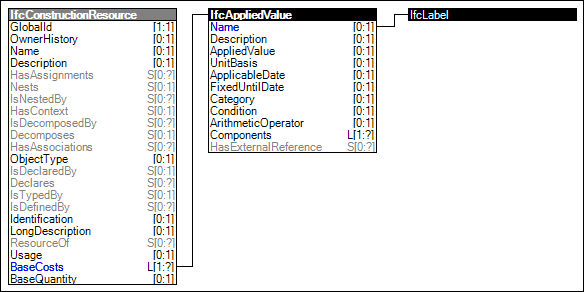 IfcConstructionResource
GlobalId [1:1]
OwnerHistory [0:1]
Name [0:1]
Description [0:1]
HasAssignments S[0:?]
Nests S[0:1]
IsNestedBy S[0:?]
HasContext S[0:1]
IsDecomposedBy S[0:?]
Decomposes S[0:1]
HasAssociations S[0:?]
ObjectType [0:1]
IsDeclaredBy S[0:1]
Declares S[0:?]
IsTypedBy S[0:1]
IsDefinedBy S[0:?]
Identification [0:1]
LongDescription [0:1]
ResourceOf S[0:?]
Usage [0:1]
BaseCosts L[1:?]
BaseQuantity [0:1]
IfcAppliedValue
Name [0:1]
Description [0:1]
AppliedValue [0:1]
UnitBasis [0:1]
ApplicableDate [0:1]
FixedUntilDate [0:1]
Category [0:1]
Condition [0:1]
ArithmeticOperator [0:1]
Components L[1:?]
HasExternalReference S[0:?]
IfcLabel